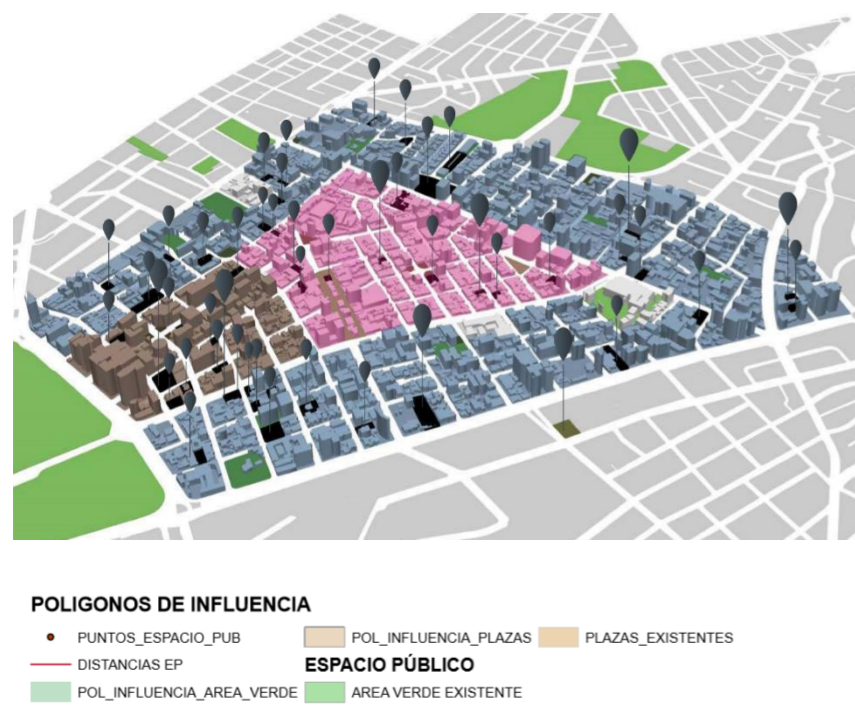 POLIGONOS DE INFLUENCIA
PUNTOS_ESPACIO_PUB
POL_INFLUENCIA_PLAZAS
PLAZAS_EXISTENTES
DISTANCIAS EP
ESPACIO PÚBLICO
POL_INFLUENCIA_AREA_VERDE
AREA VERDE EXISTENTE